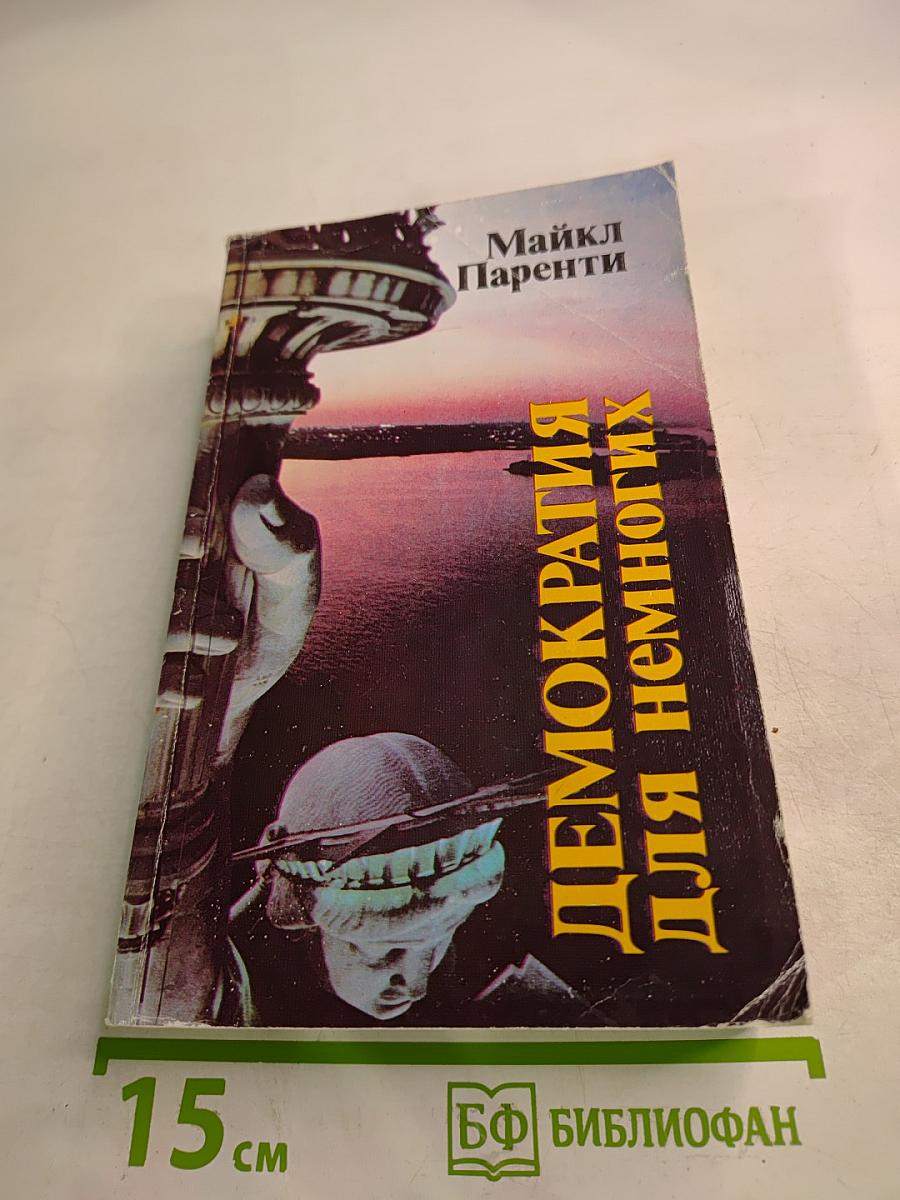 Майкл
Паренти
ДЕМОКРАТИЯ
ДЛЯ НЕМНОГИХ
15 см
БФ БИБЛИОФАН